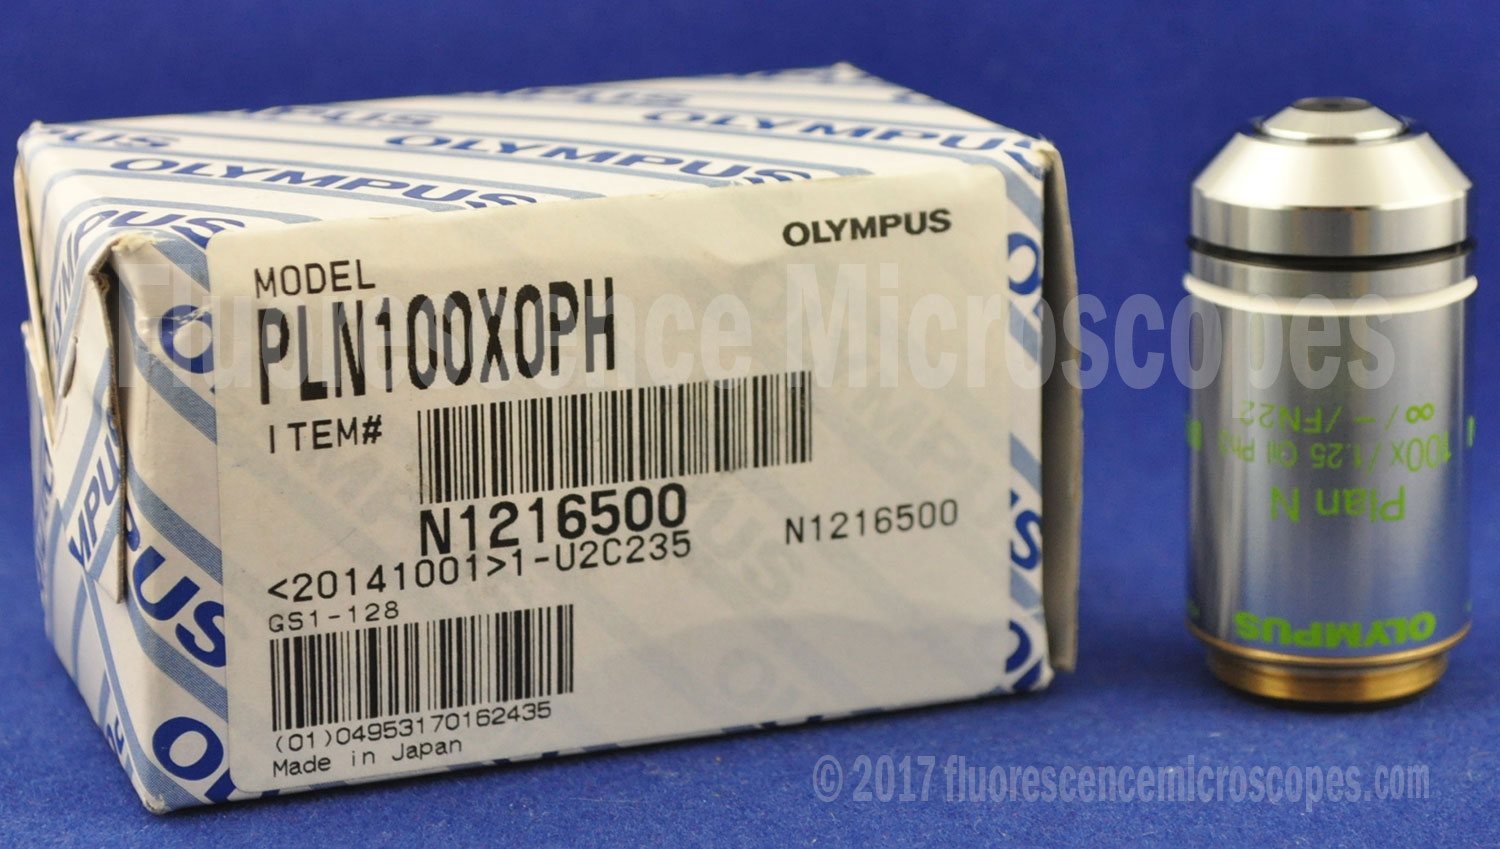 OLYMPUS
OLYMPUS
OLYMPUS
OLYMPUS
MODEL
PLN100XOPH
ITEM#
N1216500
N1216500
<20141001>1-U2C235
GS1-128
(01)04953170162435
Made in Japan
Fluorescence Microscopes
∞/-/FN22
100x/1.25 Oil Ph3
Plan N
OLYMPUS
© 2017 fluorescencemicroscopes.com